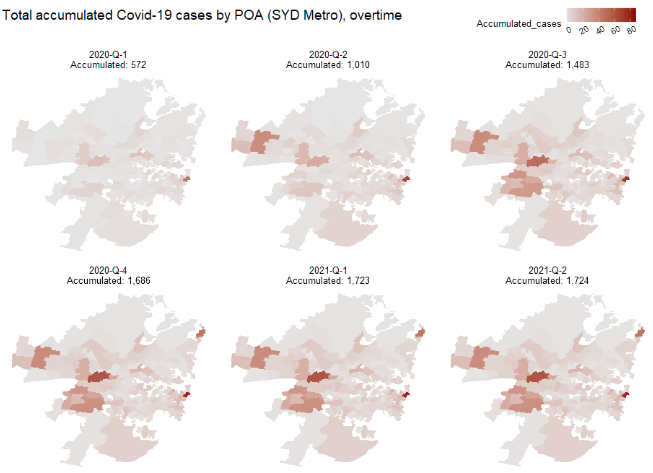 Total accumulated Covid-19 cases by POA (SYD Metro), overtime
Accumulated_cases
0 20 40 60 80
2020-Q-1
Accumulated: 572
2020-Q-2
Accumulated: 1,010
2020-Q-3
Accumulated: 1,483
2020-Q-4
Accumulated: 1,686
2021-Q-1
Accumulated: 1,723
2021-Q-2
Accumulated: 1,724